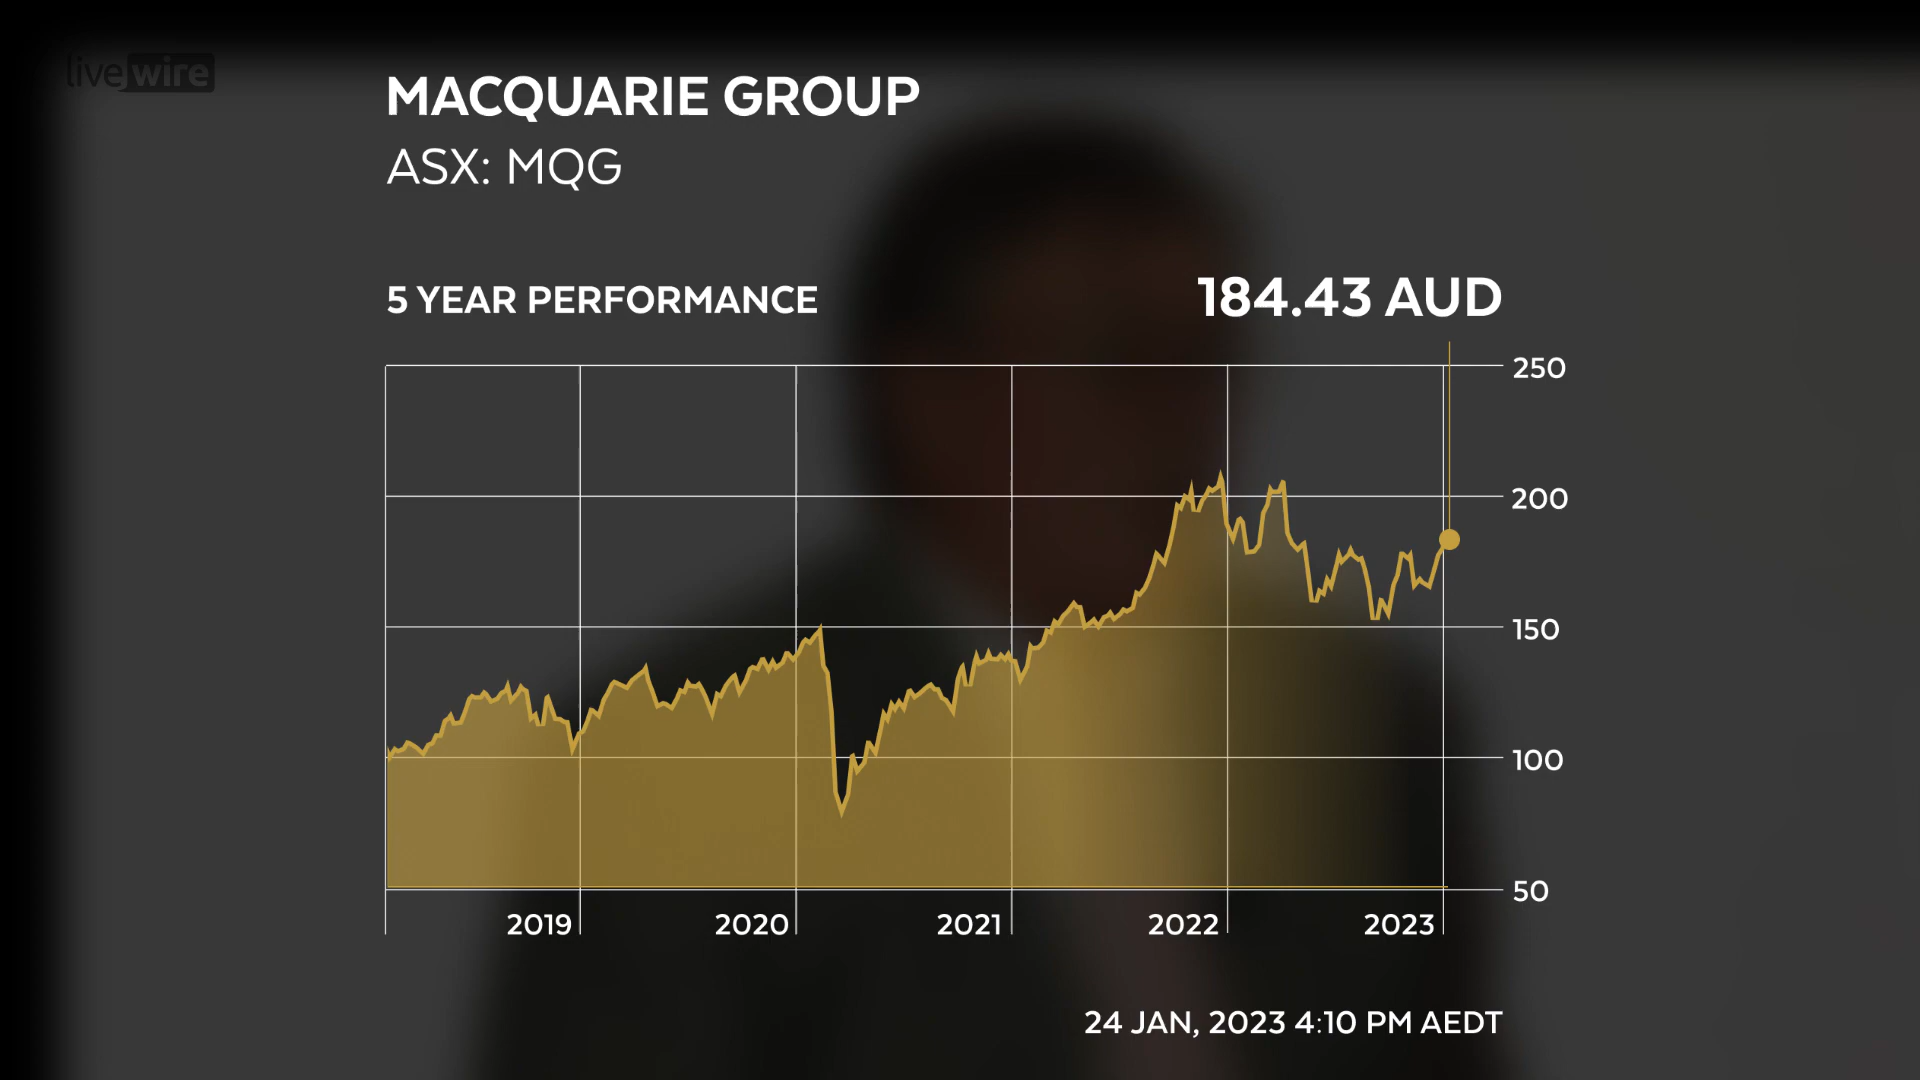 livewire
MACQUARIE GROUP
ASX: MQG
5 YEAR PERFORMANCE
184.43 AUD
250
200
150
100
50
2019
2020
2021
2022
2023
24 JAN, 2023 4:10 PM AEDT